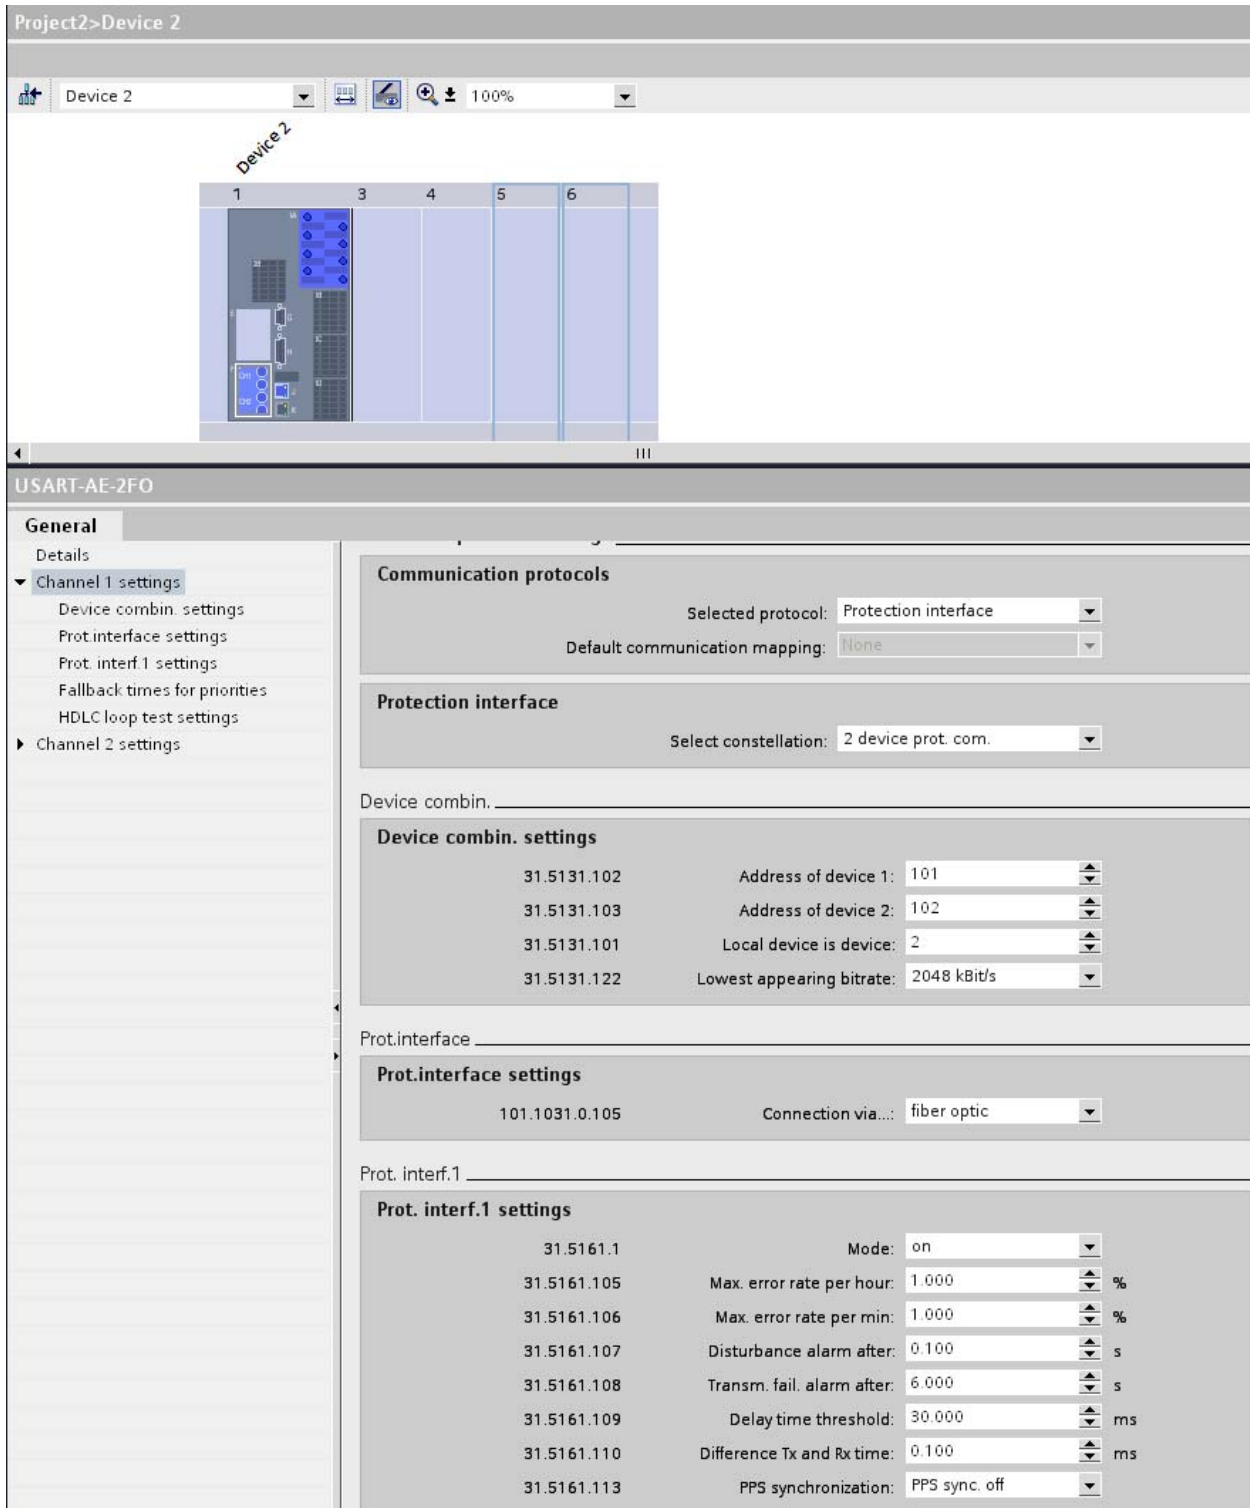 Project2>Device 2
Device 2 100%
Device 2
1 3 4 5 6
CH1
CH2
USART-AE-2FO
General
Details
Channel 1 settings
Device combin. settings
Prot.interface settings
Prot. interf.1 settings
Fallback times for priorities
HDLC loop test settings
Channel 2 settings
Communication protocols
Selected protocol: Protection interface
Default communication mapping: None
Protection interface
Select constellation: 2 device prot. com.
Device combin.
Device combin. settings
31.5131.102 Address of device 1: 101
31.5131.103 Address of device 2: 102
31.5131.101 Local device is device: 2
31.5131.122 Lowest appearing bitrate: 2048 kBit/s
Prot.interface
Prot.interface settings
101.1031.0.105 Connection via...: fiber optic
Prot. interf.1
Prot. interf.1 settings
31.5161.1 Mode: on
31.5161.105 Max. error rate per hour: 1.000 %
31.5161.106 Max. error rate per min: 1.000 %
31.5161.107 Disturbance alarm after: 0.100 s
31.5161.108 Transm. fail. alarm after: 6.000 s
31.5161.109 Delay time threshold: 30.000 ms
31.5161.110 Difference Tx and Rx time: 0.100 ms
31.5161.113 PPS synchronization: PPS sync. off